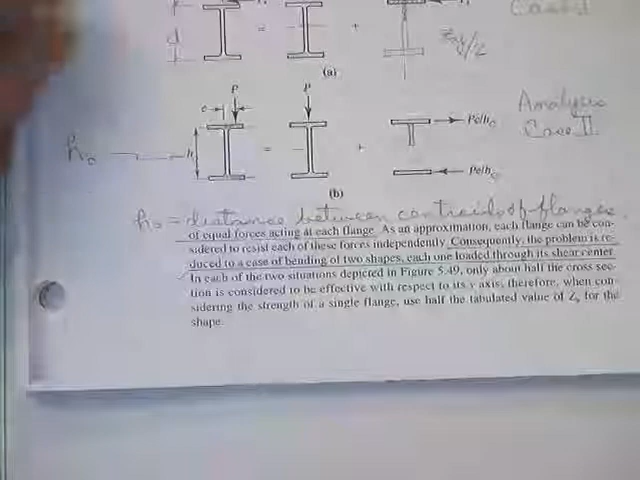 Case I
d
=
+
Zy/2
(a)
P
P
e
Pe/ho
Analysis
Case II
ho
h
=
+
Pe/ho
(b)
ho = distance between centroids of flanges.
of equal forces acting at each flange. As an approximation, each flange can be con-
sidered to resist each of these forces independently. Consequently, the problem is re-
duced to a case of bending of two shapes, each one loaded through its shear center.
In each of the two situations depicted in Figure 5.49, only about half the cross sec-
tion is considered to be effective with respect to its y axis; therefore, when con-
sidering the strength of a single flange, use half the tabulated value of Zy for the
shape.